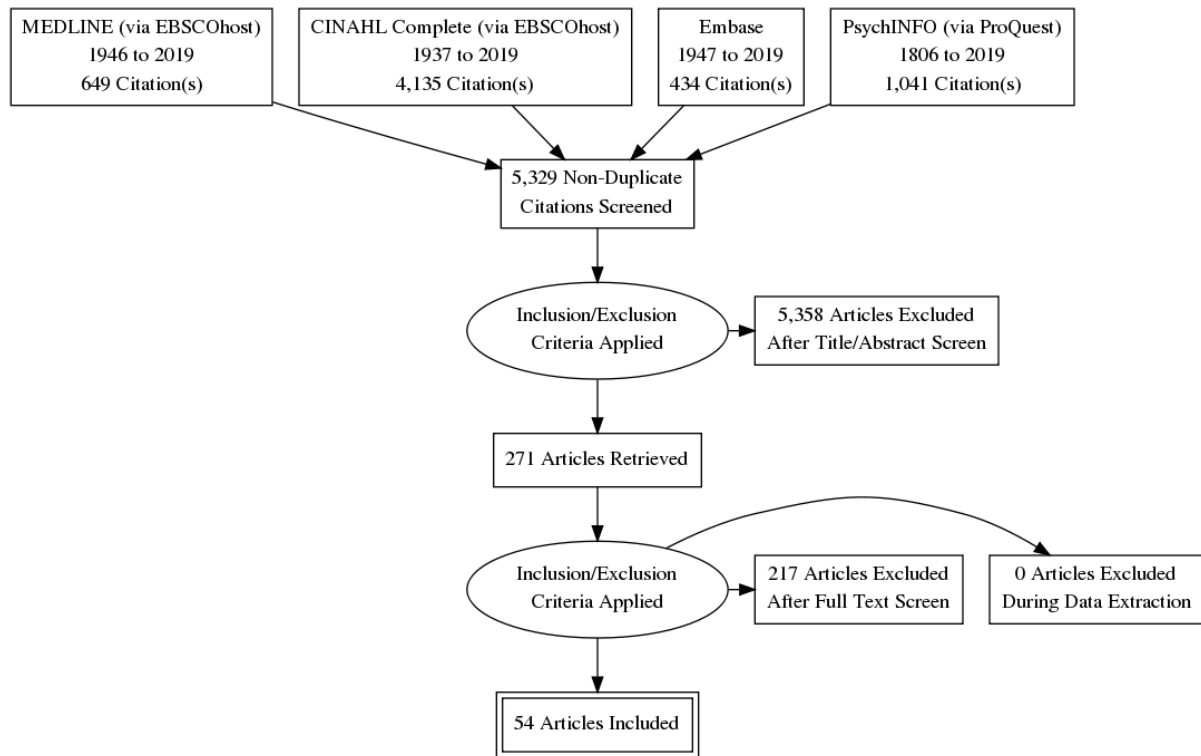 MEDLINE (via EBSCOhost)
1946 to 2019
649 Citation(s)
CINAHL Complete (via EBSCOhost)
1937 to 2019
4,135 Citation(s)
Embase
1947 to 2019
434 Citation(s)
PsychINFO (via ProQuest)
1806 to 2019
1,041 Citation(s)
5,329 Non-Duplicate
Citations Screened
Inclusion/Exclusion
Criteria Applied
5,358 Articles Excluded
After Title/Abstract Screen
271 Articles Retrieved
Inclusion/Exclusion
Criteria Applied
217 Articles Excluded
After Full Text Screen
0 Articles Excluded
During Data Extraction
54 Articles Included